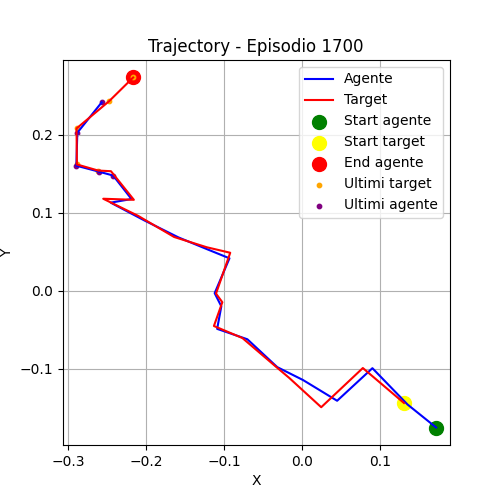 Trajectory - Episodio 1700
Agente
Target
Start agente
Start target
End agente
Ultimi target
Ultimi agente
Y
0.2
0.1
0.0
−0.1
−0.3
−0.2
−0.1
0.0
0.1
X